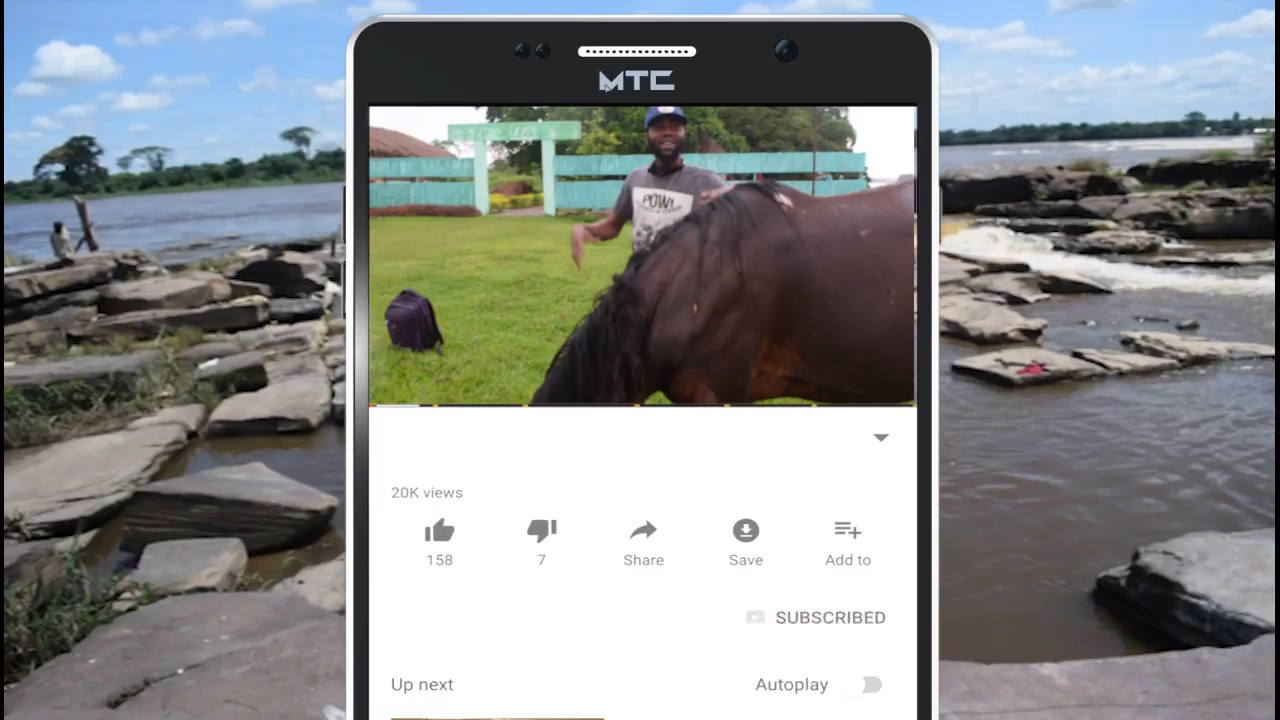 MTC
POW!
20K views
158
7
Share
Save
Add to
SUBSCRIBED
Up next
Autoplay